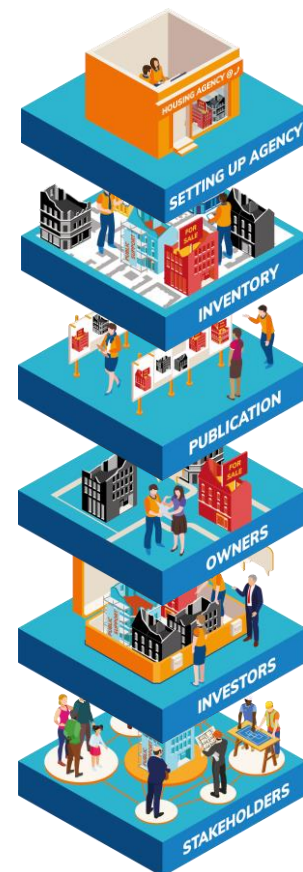 HOUSING AGENCY @
SETTING UP AGENCY
FOR
SALE
INVENTORY
PUBLICATION
FOR
SALE
OWNERS
INVESTORS
STAKEHOLDERS